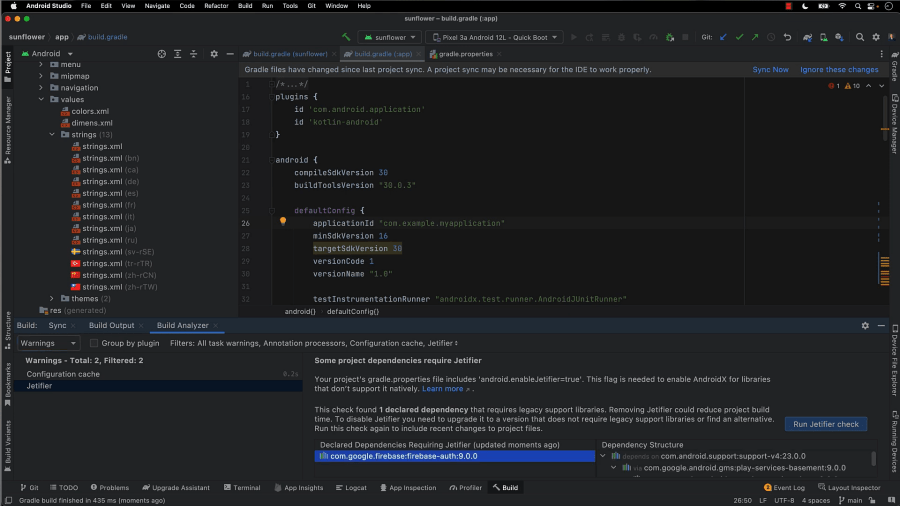 Android Studio File Edit View Navigate Code Refactor Build Run Tools Git Window Help
sunflower – build.gradle (:app)
sunflower app build.gradle
sunflower Pixel 3a Android 12L - Quick Boot Git:
Android build.gradle (sunflower) build.gradle (:app) gradle.properties
Gradle files have changed since last project sync. A project sync may be necessary for the IDE to work properly. Sync Now Ignore these changes
menu
mipmap
navigation
values
colors.xml
dimens.xml
strings (13)
strings.xml
strings.xml (bn)
strings.xml (ca)
strings.xml (de)
strings.xml (es)
strings.xml (fr)
strings.xml (it)
strings.xml (ja)
strings.xml (ru)
strings.xml (sv-rSE)
strings.xml (tr-rTR)
strings.xml (zh-rCN)
strings.xml (zh-rTW)
themes (2)
res (generated)
1 /*...*/
16 plugins {
17 id 'com.android.application'
18 id 'kotlin-android'
19 }
20
21 android {
22 compileSdkVersion 30
23 buildToolsVersion "30.0.3"
24
25 defaultConfig {
26 applicationId "com.example.myapplication"
27 minSdkVersion 16
28 targetSdkVersion 30
29 versionCode 1
30 versionName "1.0"
31
32 testInstrumentationRunner "androidx.test.runner.AndroidJUnitRunner"
1 10
android{} defaultConfig{}
Project
Resource Manager
Structure
Bookmarks
Build Variants
Gradle
Device Manager
Device File Explorer
Running Devices
Build: Sync Build Output Build Analyzer
Warnings Group by plugin Filters: All task warnings, Annotation processors, Configuration cache, Jetifier
Warnings - Total: 2, Filtered: 2
Configuration cache 0.2s
Jetifier
Some project dependencies require Jetifier
Your project's gradle.properties file includes 'android.enableJetifier=true'. This flag is needed to enable AndroidX for libraries
that don't support it natively. Learn more .
This check found 1 declared dependency that requires legacy support libraries. Removing Jetifier could reduce project build
time. To disable Jetifier you need to upgrade it to a version that does not require legacy support libraries or find an alternative.
Run this check again to include recent changes to project files.
Run Jetifier check
Declared Dependencies Requiring Jetifier (updated moments ago)
com.google.firebase:firebase-auth:9.0.0
Dependency Structure
depends on com.android.support:support-v4:23.0.0
via com.google.android.gms:play-services-basement:9.0.0
Git TODO Problems Upgrade Assistant Terminal App Insights Logcat App Inspection Profiler Build Event Log Layout Inspector
Gradle build finished in 435 ms (moments ago) 26:50 LF UTF-8 4 spaces main